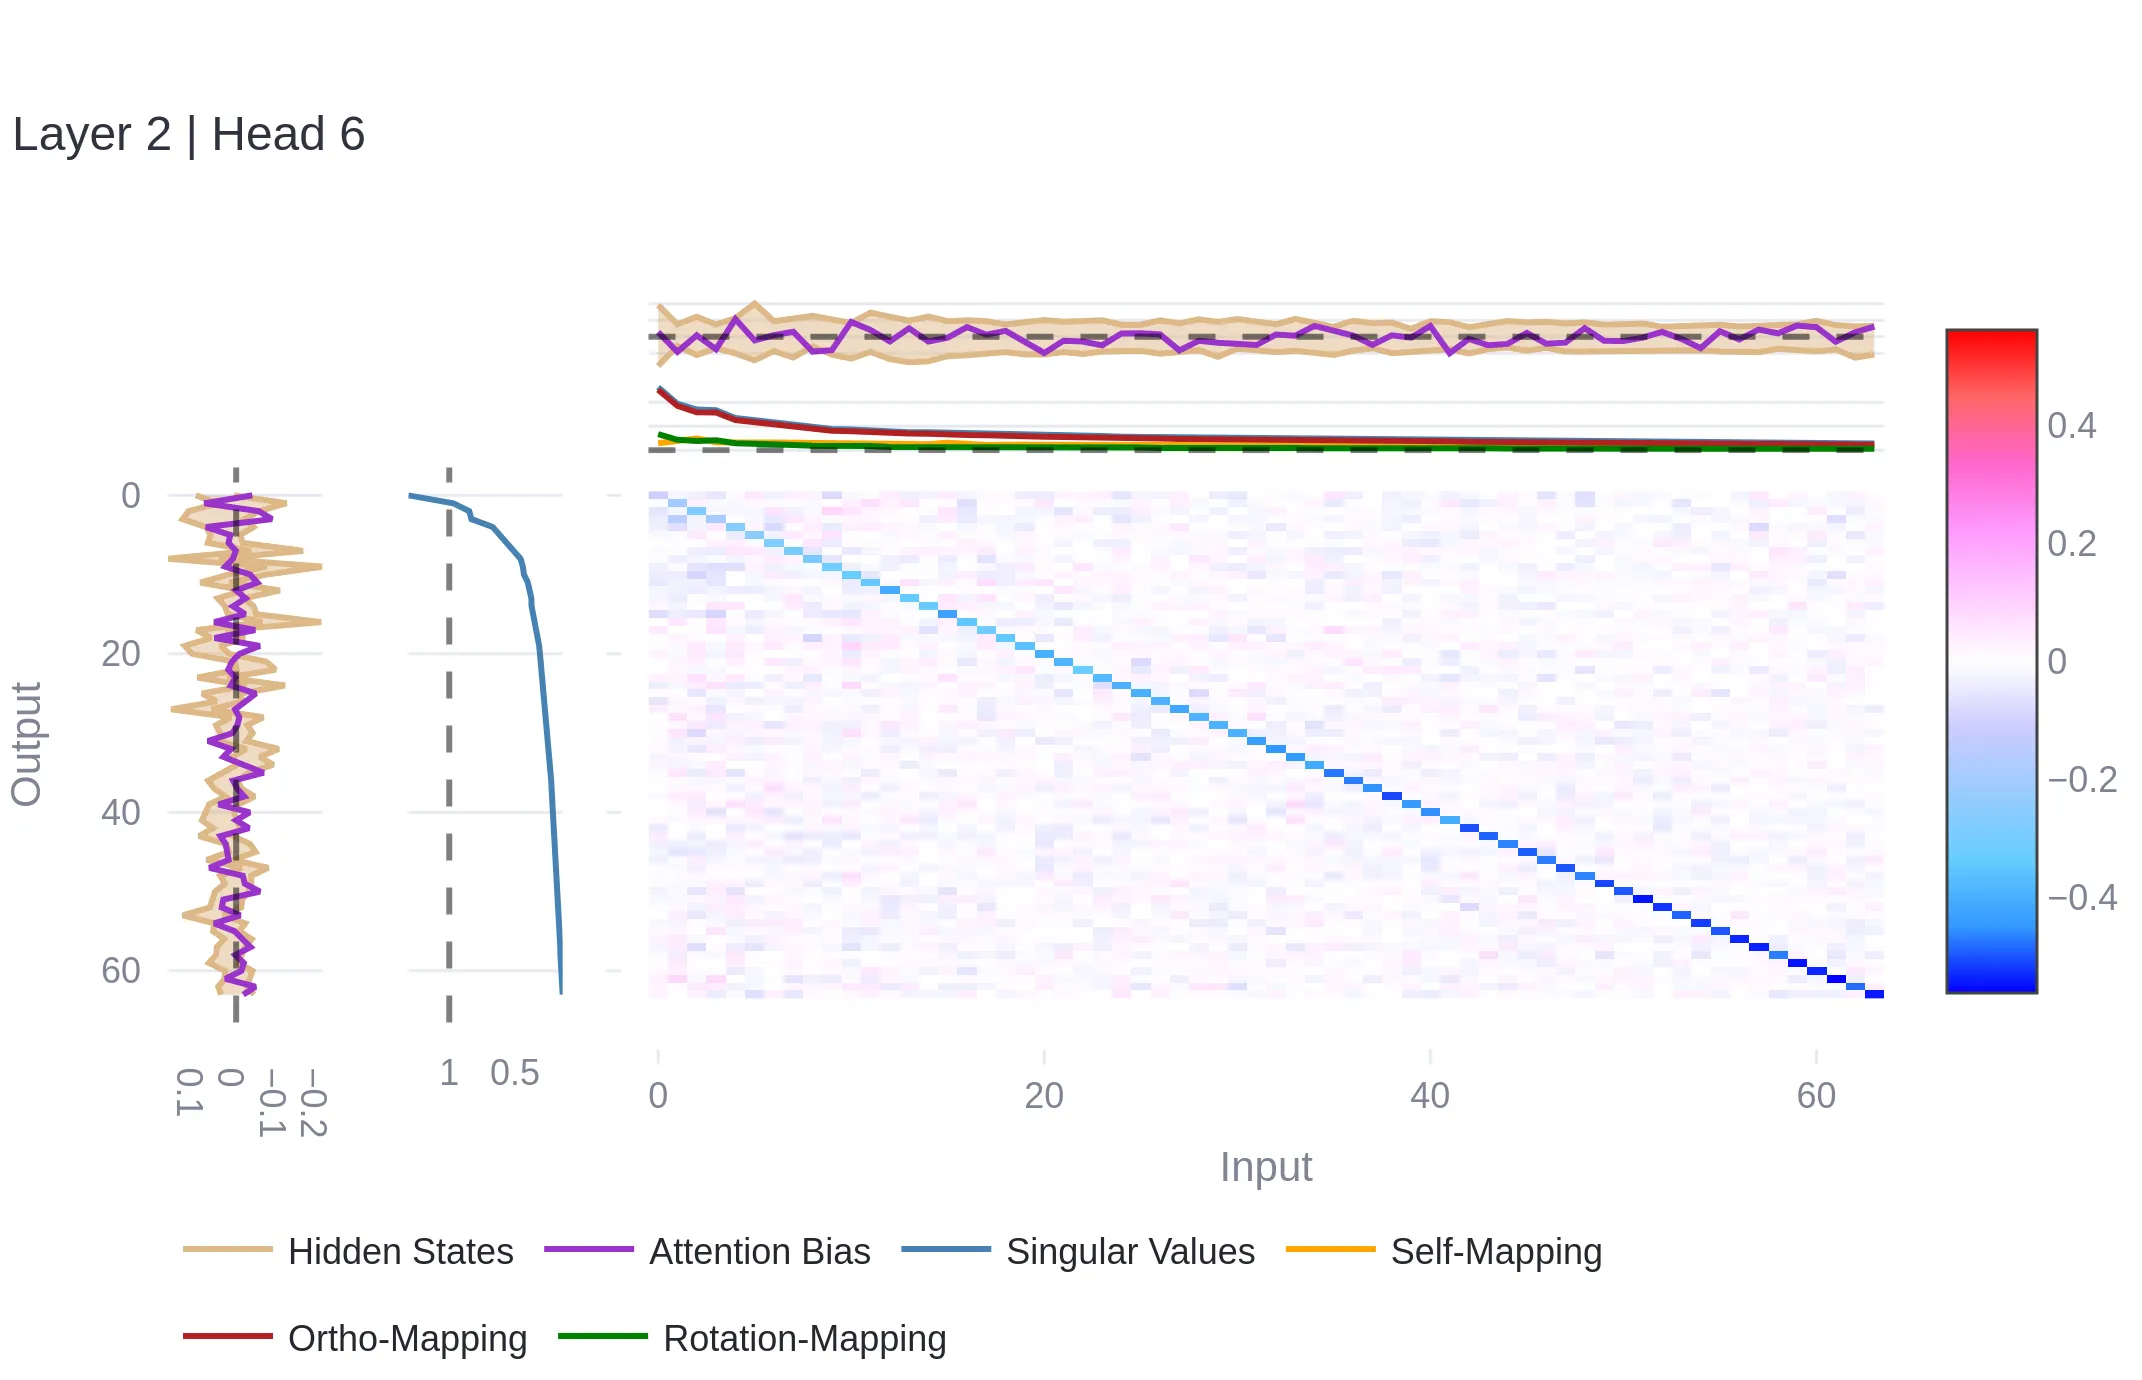 Layer 2 | Head 6
0
20
40
60
Output
0.1
0
−0.1
−0.2
1
0.5
0
20
40
60
Input
0.4
0.2
0
−0.2
−0.4
Hidden States
Attention Bias
Singular Values
Self-Mapping
Ortho-Mapping
Rotation-Mapping